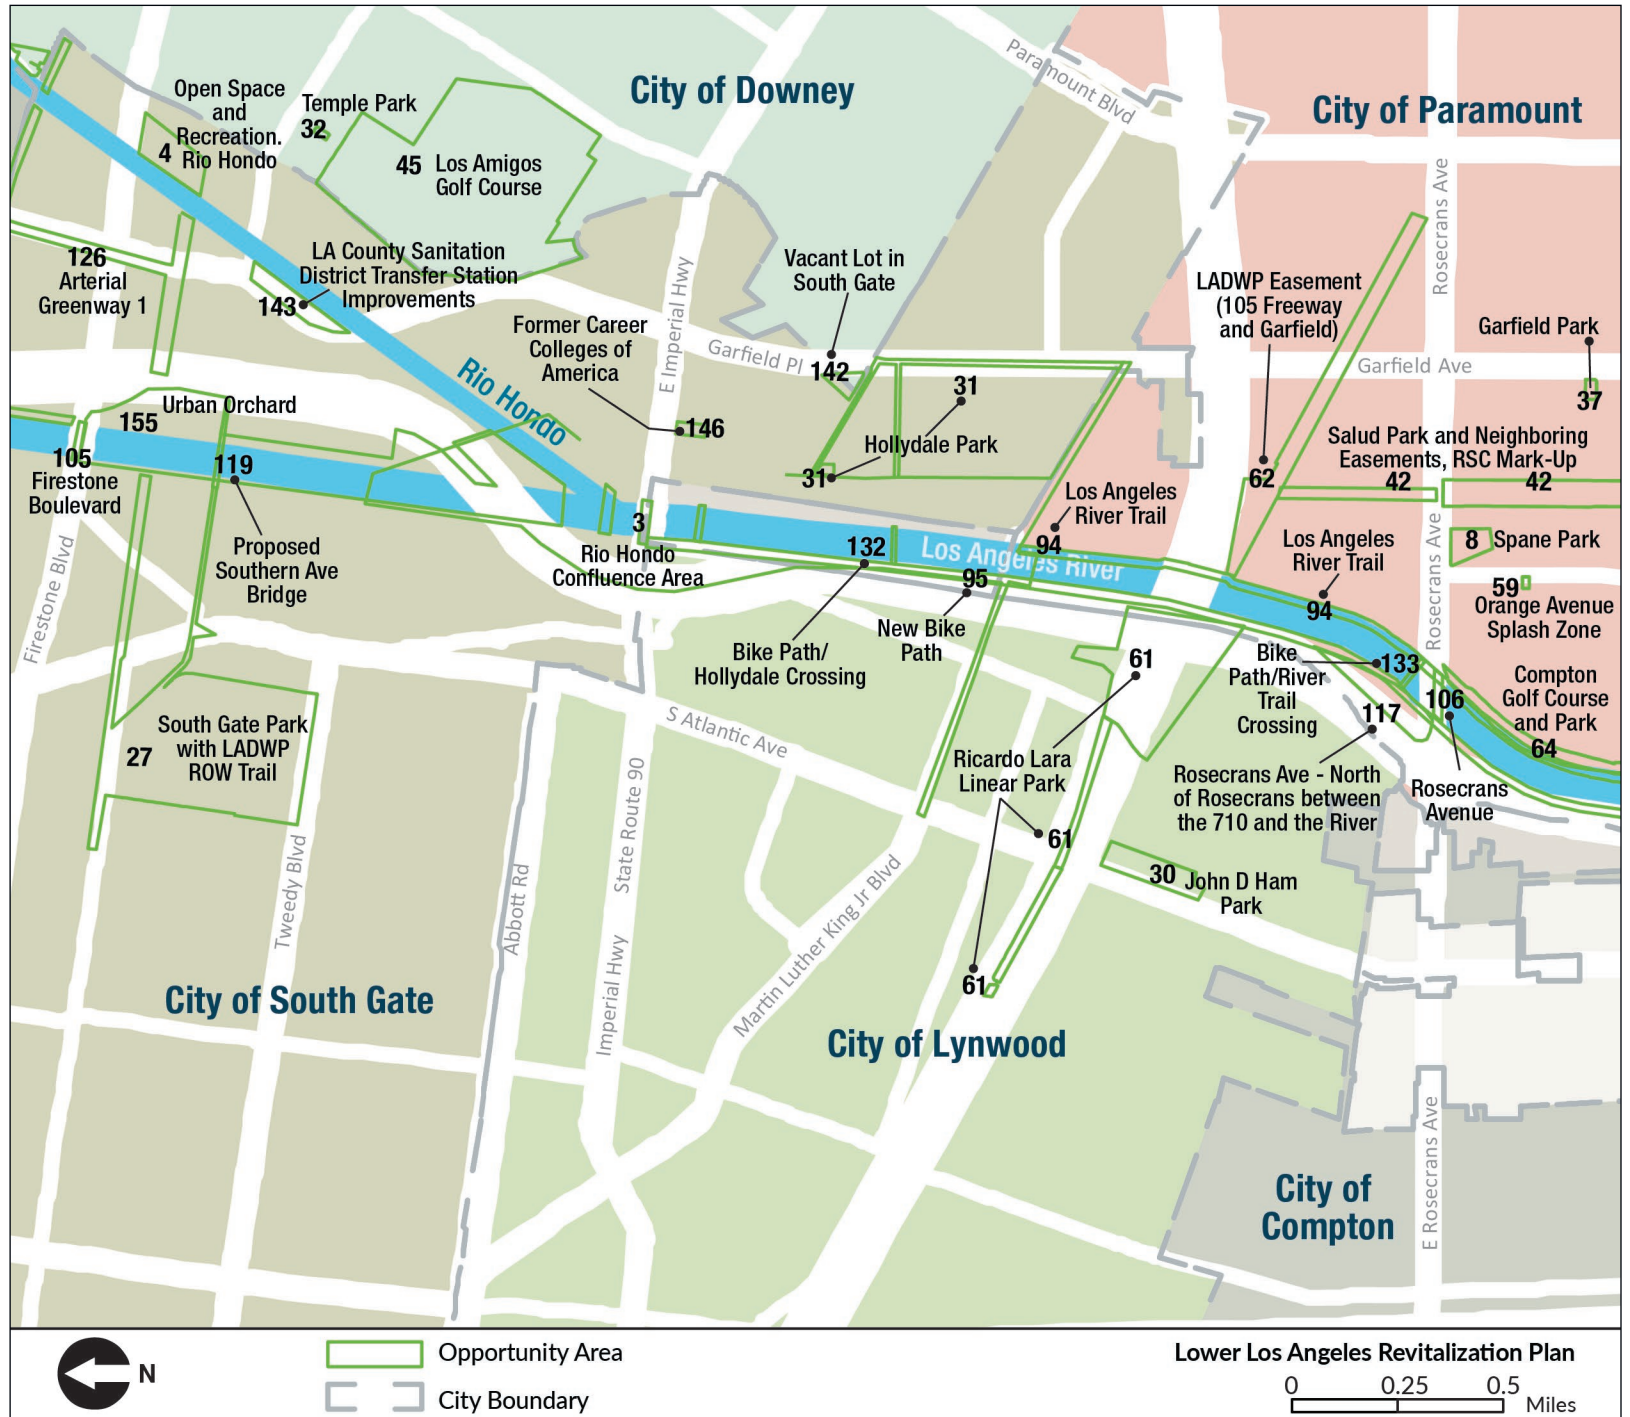 City of Downey
City of Paramount
Paramount Blvd
Open Space
and
Recreation.
Rio Hondo
4
Temple Park
32
45
Los Amigos
Golf Course
Rosecrans Ave
126
Arterial
Greenway 1
LA County Sanitation
District Transfer Station
Improvements
143
E Imperial Hwy
Vacant Lot in
South Gate
142
LADWP Easement
(105 Freeway
and Garfield)
62
Garfield Park
37
Former Career
Colleges of
America
146
Garfield Pl
Garfield Ave
Rio Hondo
31
Hollydale Park
31
Urban Orchard
155
119
105
Firestone
Boulevard
Salud Park and Neighboring
Easements, RSC Mark-Up
42
42
Los Angeles
River Trail
94
3
Rio Hondo
Confluence Area
132
Los Angeles River
95
New Bike
Path
Bike Path/
Hollydale Crossing
Los Angeles
River Trail
94
Rosecrans Ave
8
Spane Park
59
Orange Avenue
Splash Zone
Firestone Blvd
Proposed
Southern Ave
Bridge
61
Bike
Path/River
Trail
Crossing
133
106
117
Compton
Golf Course
and Park
64
South Gate Park
with LADWP
ROW Trail
27
S Atlantic Ave
Ricardo Lara
Linear Park
61
61
Rosecrans Ave - North
of Rosecrans between
the 710 and the River
Rosecrans
Avenue
30
John D Ham
Park
Tweedy Blvd
Abbott Rd
State Route 90
Imperial Hwy
Martin Luther King Jr Blvd
City of South Gate
City of Lynwood
City of
Compton
E Rosecrans Ave
N
Opportunity Area
City Boundary
Lower Los Angeles Revitalization Plan
0 0.25 0.5
Miles